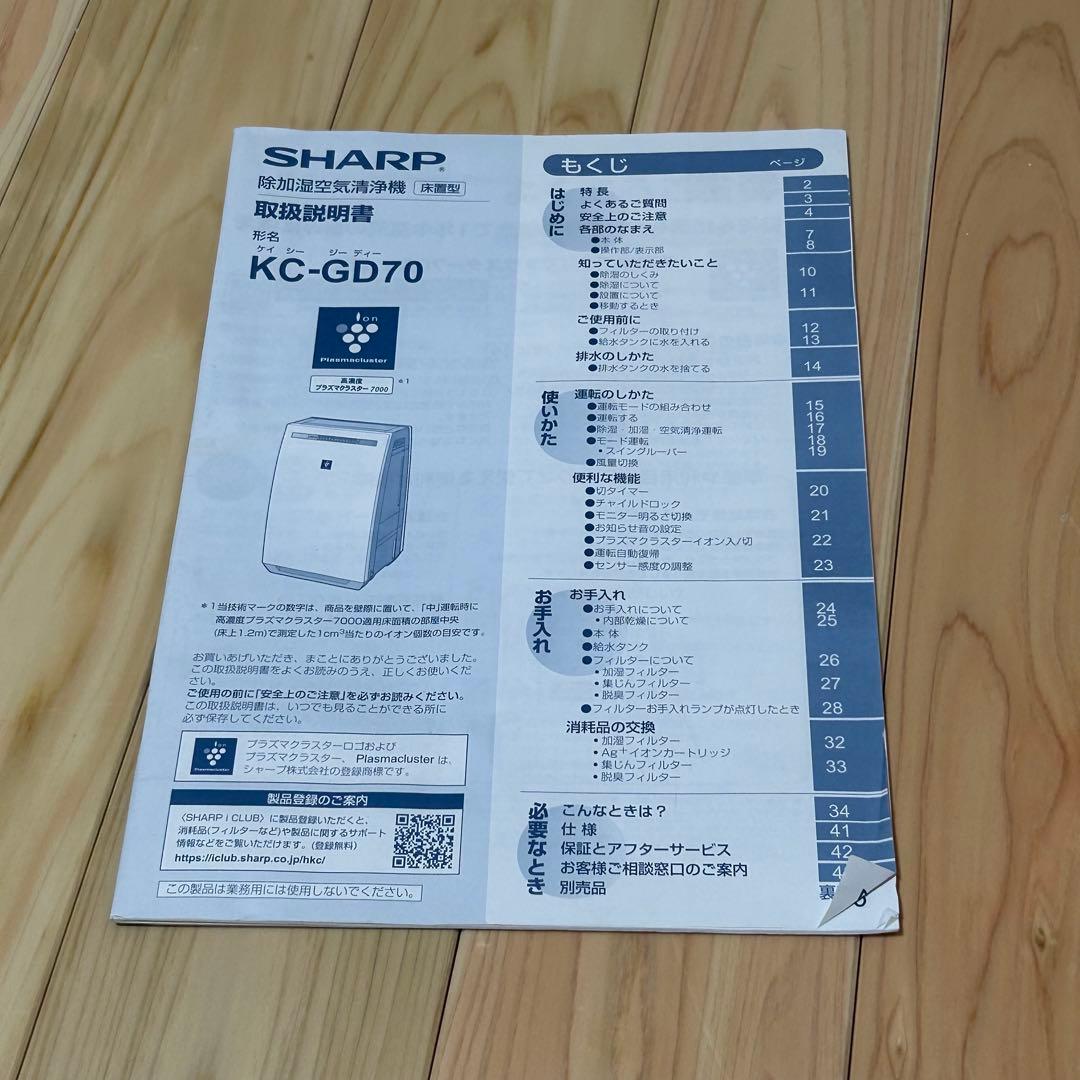 SHARP®
除加湿空気清浄機 床置型
取扱説明書
形名
ケイ シー ジー ディー
KC-GD70
Ion
Plasmacluster
高濃度
プラズマクラスター 7000
＊1
＊1当技術マークの数字は、商品を壁際に置いて、「中」運転時に
高濃度プラズマクラスター7000適用床面積の部屋中央
(床上1.2m)で測定した1cm³当たりのイオン個数の目安です。
お買いあげいただき、まことにありがとうございました。
この取扱説明書をよくお読みのうえ、正しくお使いくだ
さい。
ご使用の前に「安全上のご注意」を必ずお読みください。
この取扱説明書は、いつでも見ることができる所に
必ず保存してください。
Ion
Plasmacluster
プラズマクラスターロゴおよび
プラズマクラスター、Plasmacluster は、
シャープ株式会社の登録商標です。
製品登録のご案内
〈SHARP i CLUB〉に製品登録いただくと、
消耗品(フィルターなど)や製品に関するサポート
情報などをご覧いただけます。(登録無料)
https://iclub.sharp.co.jp/hkc/
この製品は業務用には使用しないでください。
もくじ ページ
はじめに
特長 2
よくあるご質問 3
安全上のご注意 4
各部のなまえ
●本体 7
●操作部/表示部 8
知っていただきたいこと
●除湿のしくみ 10
●除湿について
●設置について 11
●移動するとき
ご使用前に
●フィルターの取り付け 12
●給水タンクに水を入れる 13
排水のしかた
●排水タンクの水を捨てる 14
使いかた
運転のしかた
●運転モードの組み合わせ 15
●運転する 16
●除湿・加湿・空気清浄運転 17
●モード運転 18
・スイングルーバー 19
●風量切換
便利な機能
●切タイマー 20
●チャイルドロック
●モニター明るさ切換 21
●お知らせ音の設定
●プラズマクラスターイオン入/切 22
●運転自動復帰
●センサー感度の調整 23
お手入れ
お手入れ
●お手入れについて 24
・内部乾燥について 25
●本体
●給水タンク
●フィルターについて 26
・加湿フィルター
・集じんフィルター 27
・脱臭フィルター
●フィルターお手入れランプが点灯したとき 28
消耗品の交換
・加湿フィルター 32
・Ag⁺イオンカートリッジ
・集じんフィルター 33
・脱臭フィルター
必要なとき
こんなときは？ 34
仕様 41
保証とアフターサービス 42
お客様ご相談窓口のご案内 4
別売品 裏